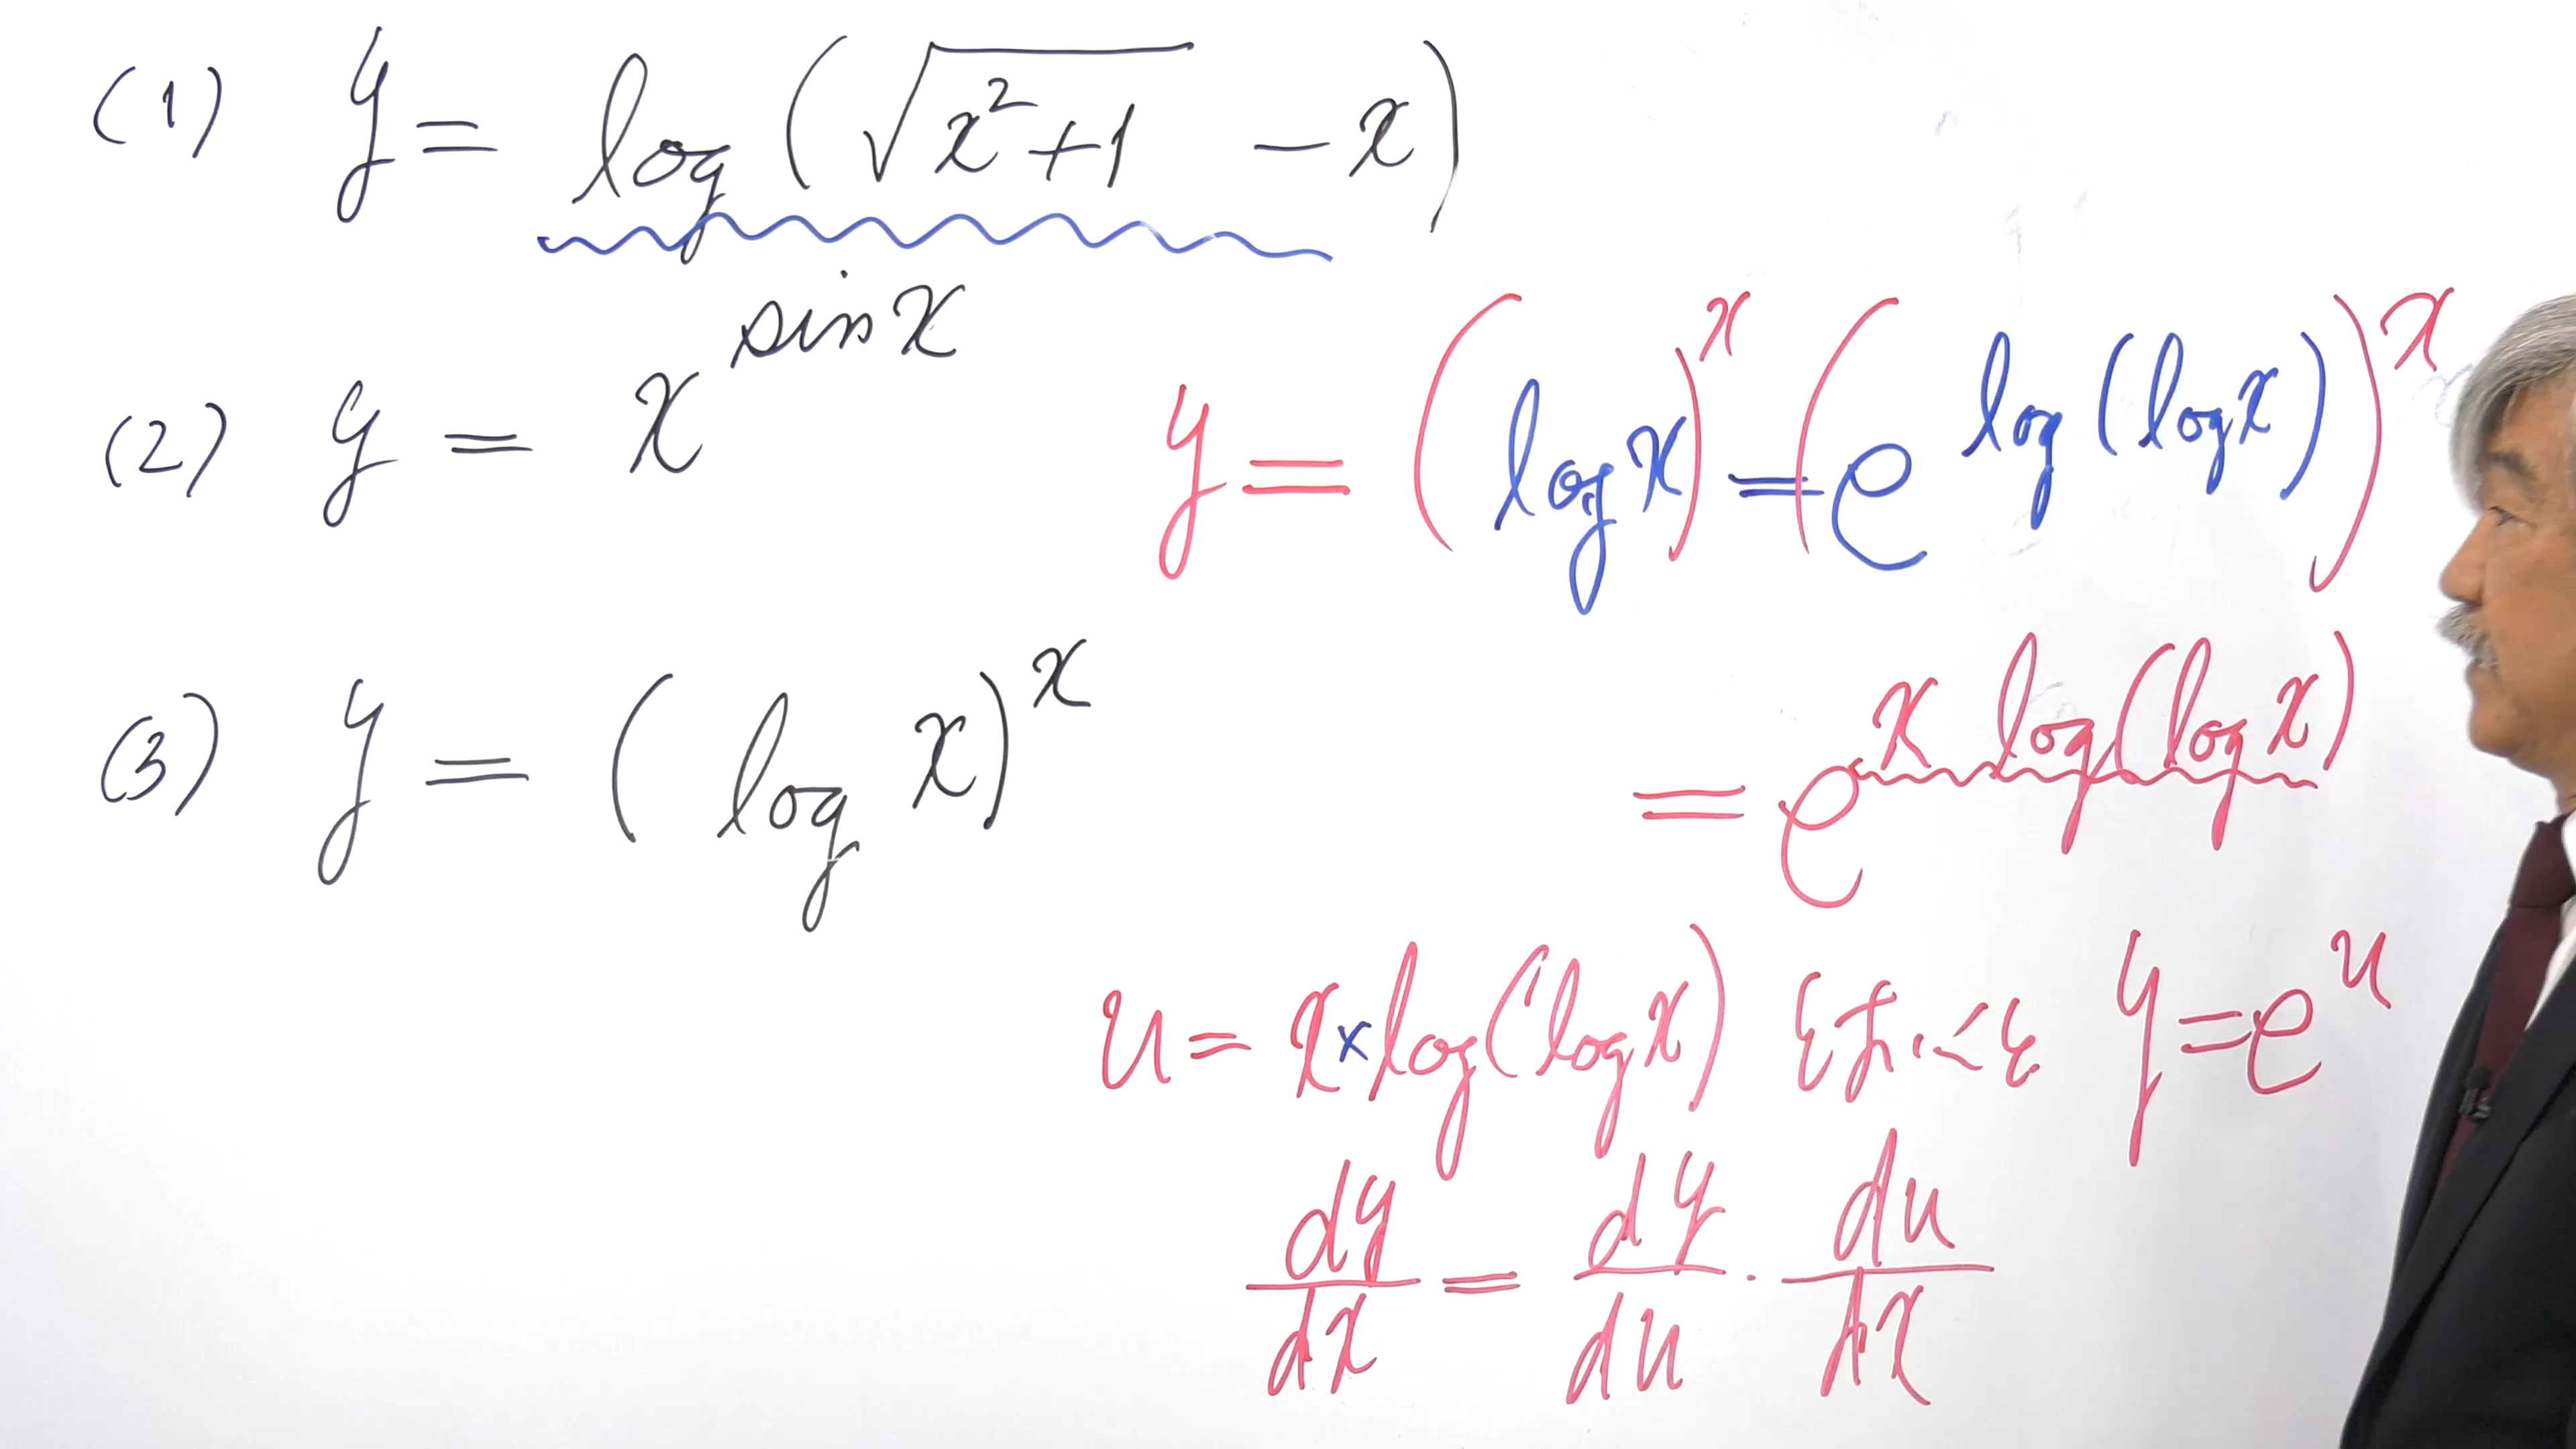 (1) y = log(√(x²+1) − x)
(2) y = x^(sin x)
(3) y = (log x)^x
y = (log x)^x = (e^(log(log x)))^x
= e^(x log(log x))
u = x × log(log x) とおくと y = e^u
dy/dx = dy/du · du/dx